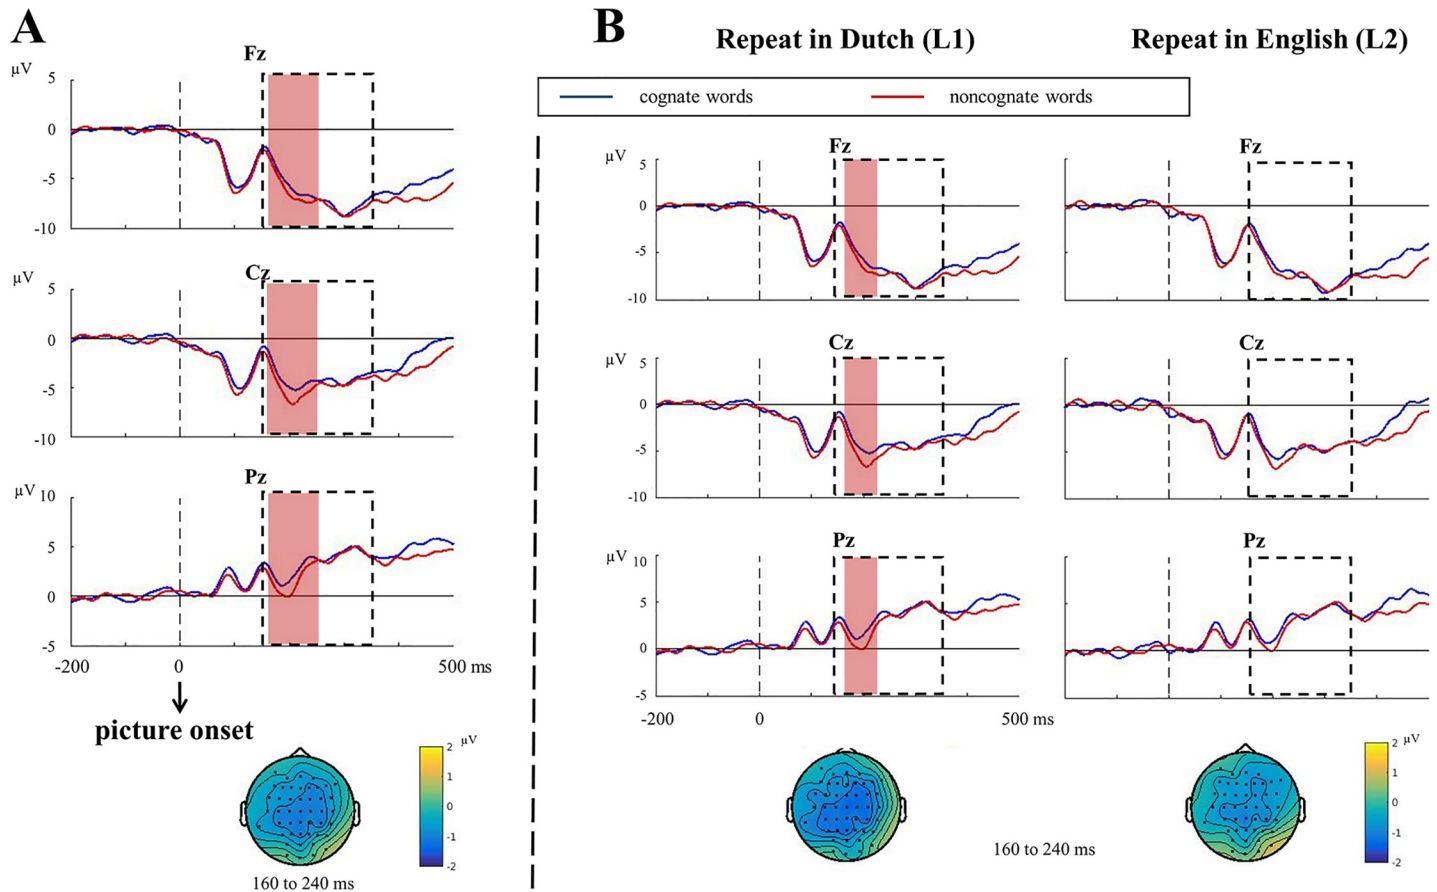 A
Fz
µV
5
0
-5
-10
Cz
µV
5
0
-5
-10
Pz
µV
10
5
0
-5
-200
0
500 ms
picture onset
2
µV
1
0
-1
-2
160 to 240 ms
B
Repeat in Dutch (L1)
Repeat in English (L2)
cognate words
noncognate words
Fz
µV
5
0
-5
-10
Fz
Cz
µV
5
0
-5
-10
Cz
Pz
µV
10
5
0
-5
-200
0
500 ms
Pz
160 to 240 ms
2
µV
1
0
-1
-2